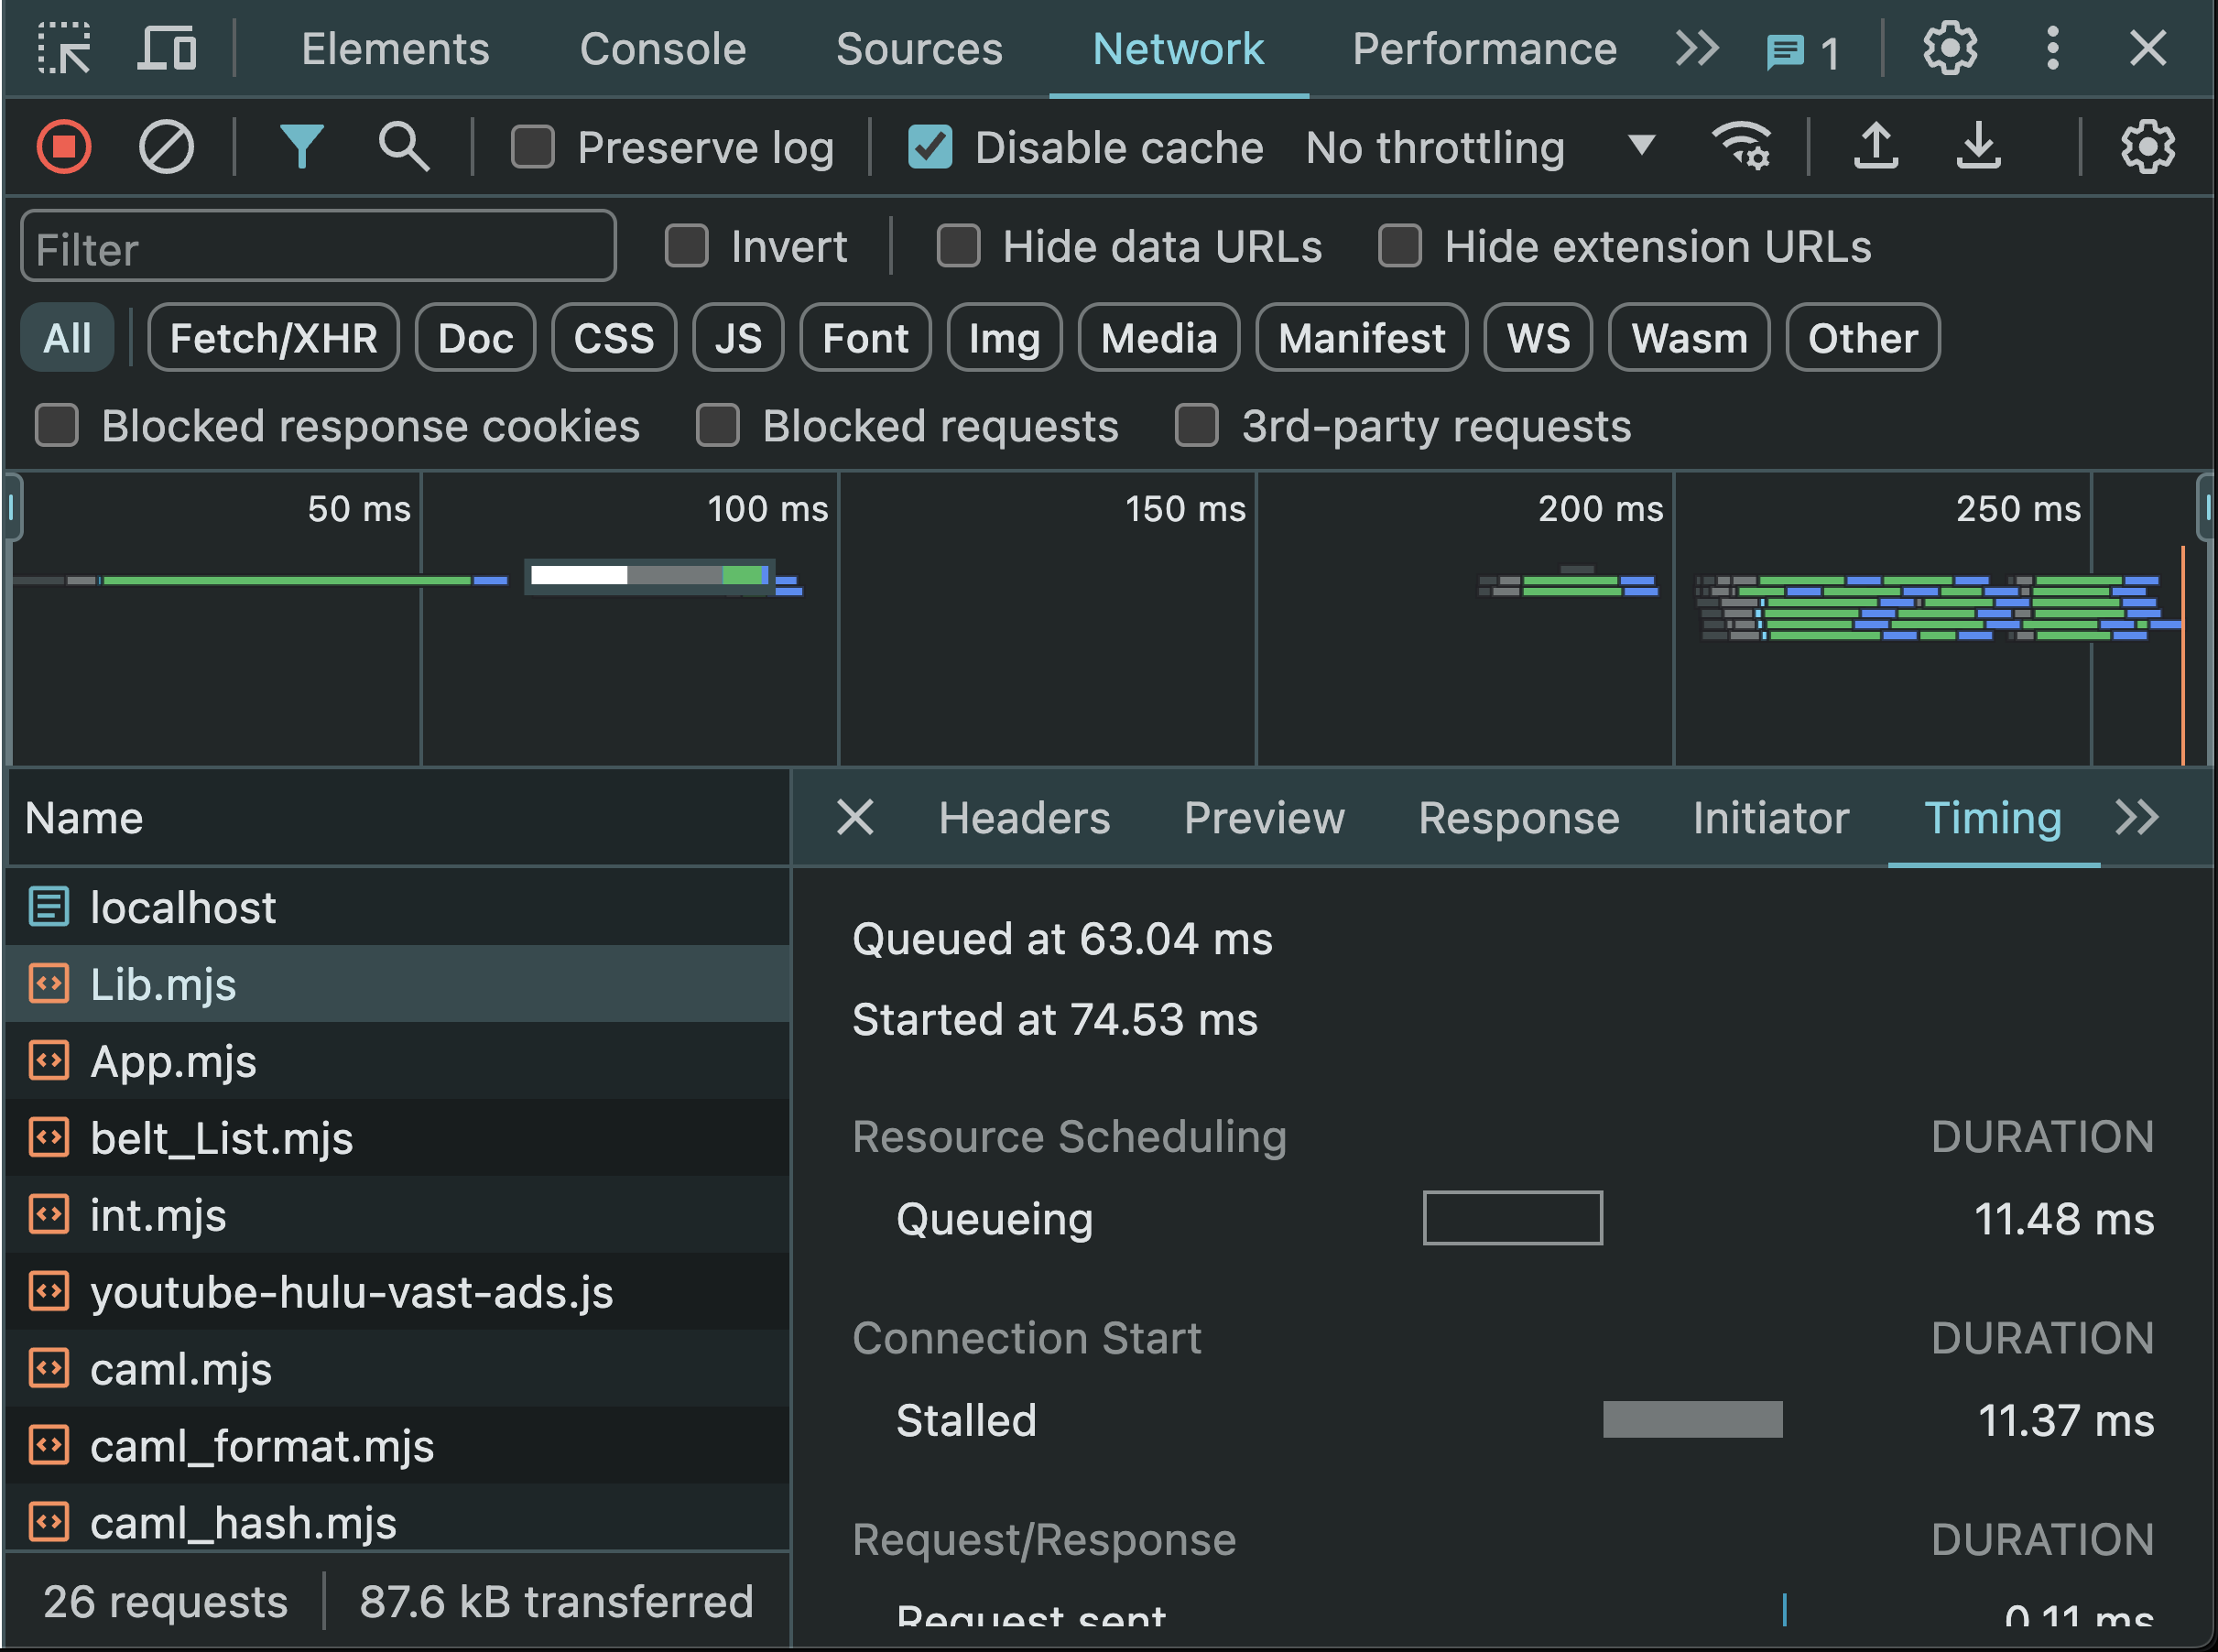 Elements Console Sources Network Performance 1
Preserve log Disable cache No throttling
Filter Invert Hide data URLs Hide extension URLs
All Fetch/XHR Doc CSS JS Font Img Media Manifest WS Wasm Other
Blocked response cookies Blocked requests 3rd-party requests
50 ms 100 ms 150 ms 200 ms 250 ms
Name
localhost
Lib.mjs
App.mjs
belt_List.mjs
int.mjs
youtube-hulu-vast-ads.js
caml.mjs
caml_format.mjs
caml_hash.mjs
26 requests 87.6 kB transferred
Headers Preview Response Initiator Timing
Queued at 63.04 ms
Started at 74.53 ms
Resource Scheduling DURATION
Queueing 11.48 ms
Connection Start DURATION
Stalled 11.37 ms
Request/Response DURATION
Request sent 0.11 ms